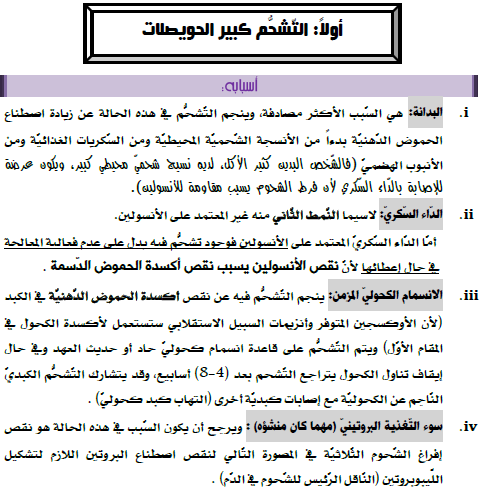 أولاً: التّشحُّم كبير الحويصلات
أسبابه:
i. البدانة: هي السّبب الأكثر مصادفة، وينجم التّشحُّم في هذه الحالة عن زيادة اصطناع
الحموض الدّهنيّة بدءاً من الأنسجة الشّحميّة المحيطيّة ومن السّكريات الغذائيّة ومن
الأنبوب الهضميّ (فالشّخص البدين كثير الأكل، لديه نسيج شحميّ محيطي كبير، ويكون عرضة
للإصابة بالدّاء السّكري لأن فرط الشّحوم يسبب مقاومة للأنسولين).
ii. الدّاء السّكريّ: لاسيما النّمط الثّاني منه غير المعتمد على الأنسولين.
أمّا الدّاء السّكريّ المعتمد على الأنسولين فوجود تشحُّم فيه يدل على عدم فعالية المعالجة
في حال إعطائها لأنّ نقص الأنسولين يسبب نقص أكسدة الحموض الدّسمة .
iii. الانسمام الكحوليّ المزمن: ينجم التّشحُّم فيه عن نقص أكسدة الحموض الدّهنيّة في الكبد
(لأن الأوكسجين المتوفر وأنزيمات السبيل الاستقلابي ستستعمل لأكسدة الكحول في
المقام الأوّل) ويتم التّشحُّم على قاعدة انسمام كحوليّ حاد أو حديث العهد وفي حال
إيقاف تناول الكحول يتراجع التّشحم بعد (4-8) أسابيع، وقد يتشارك التّشحُّم الكبديّ
النّاجم عن الكحوليّة مع إصابات كبديّة أخرى (التهاب كبد كحوليّ) .
iv. سوء التّغذية البروتينيّ (مهما كان منشؤه) : ويرجح أن يكون السّبب في هذه الحالة هو نقص
إفراغ الشّحوم الثّلاثيّة في المصورة التّالي لنقص اصطناع البروتين اللازم لتشكيل
اللّيبوبروتين (النّاقل الرّئيس للشّحوم في الدّم) .